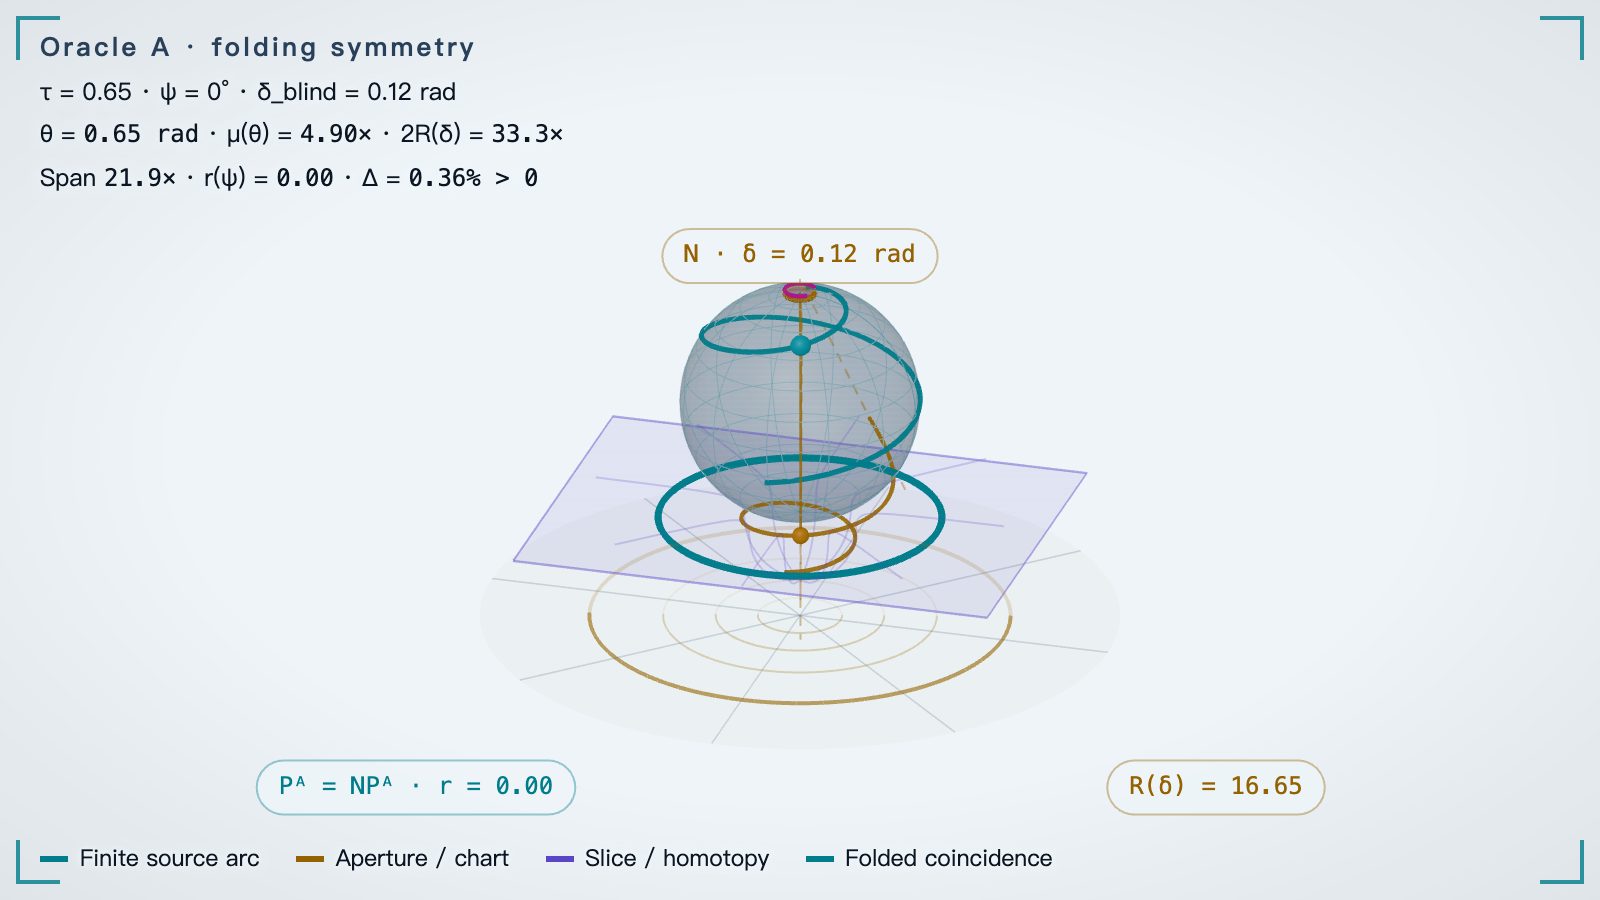 Oracle A · folding symmetry
τ = 0.65 · ψ = 0° · δ_blind = 0.12 rad
θ = 0.65 rad · μ(θ) = 4.90× · 2R(δ) = 33.3×
Span 21.9× · r(ψ) = 0.00 · Δ = 0.36% > 0
N · δ = 0.12 rad
Pᴬ = NPᴬ · r = 0.00
R(δ) = 16.65
Finite source arc
Aperture / chart
Slice / homotopy
Folded coincidence